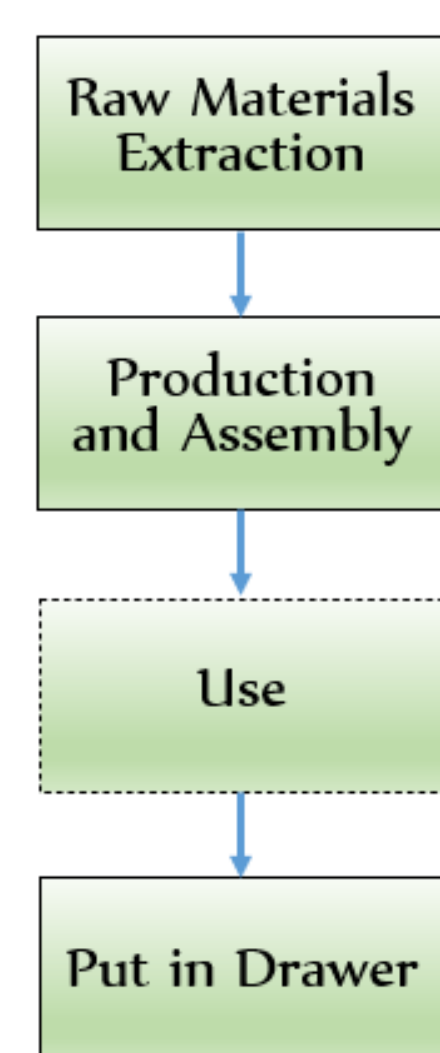 Raw Materials
Extraction
Production
and Assembly
Use
Put in Drawer